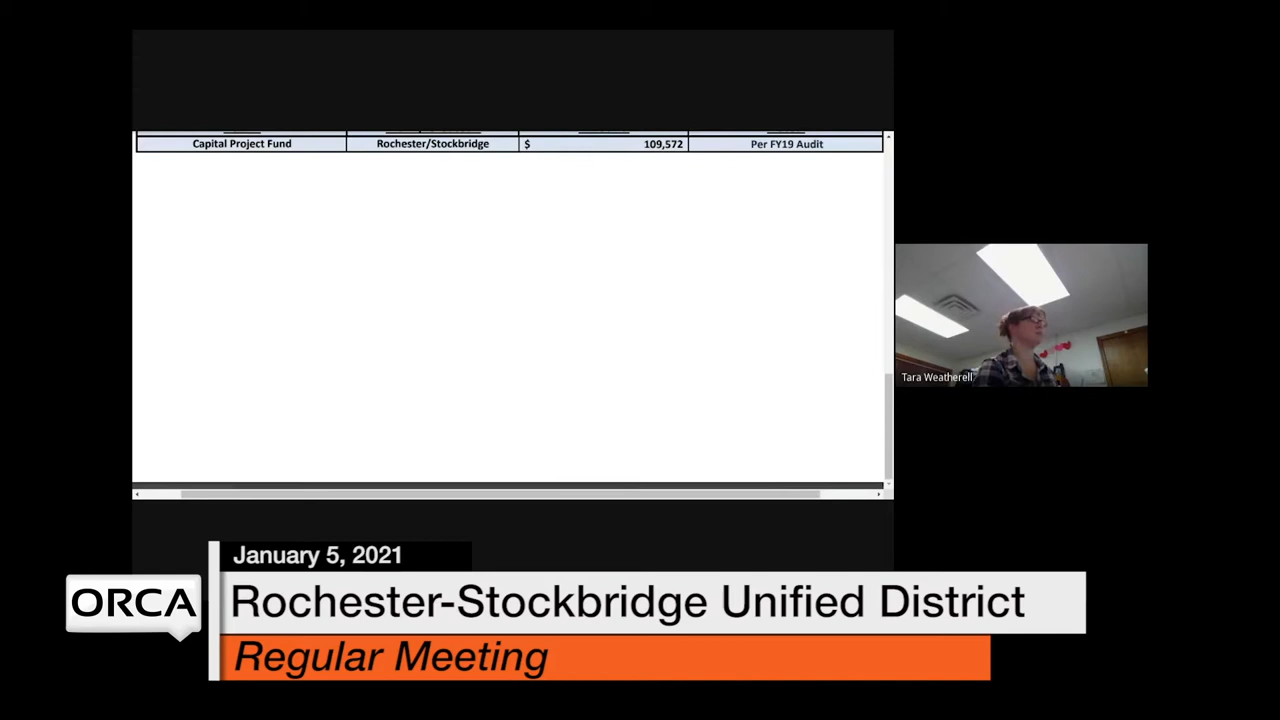 Capital Project Fund Rochester/Stockbridge $ 109,572 Per FY19 Audit
Tara Weatherell
January 5, 2021
ORCA
Rochester-Stockbridge Unified District
Regular Meeting